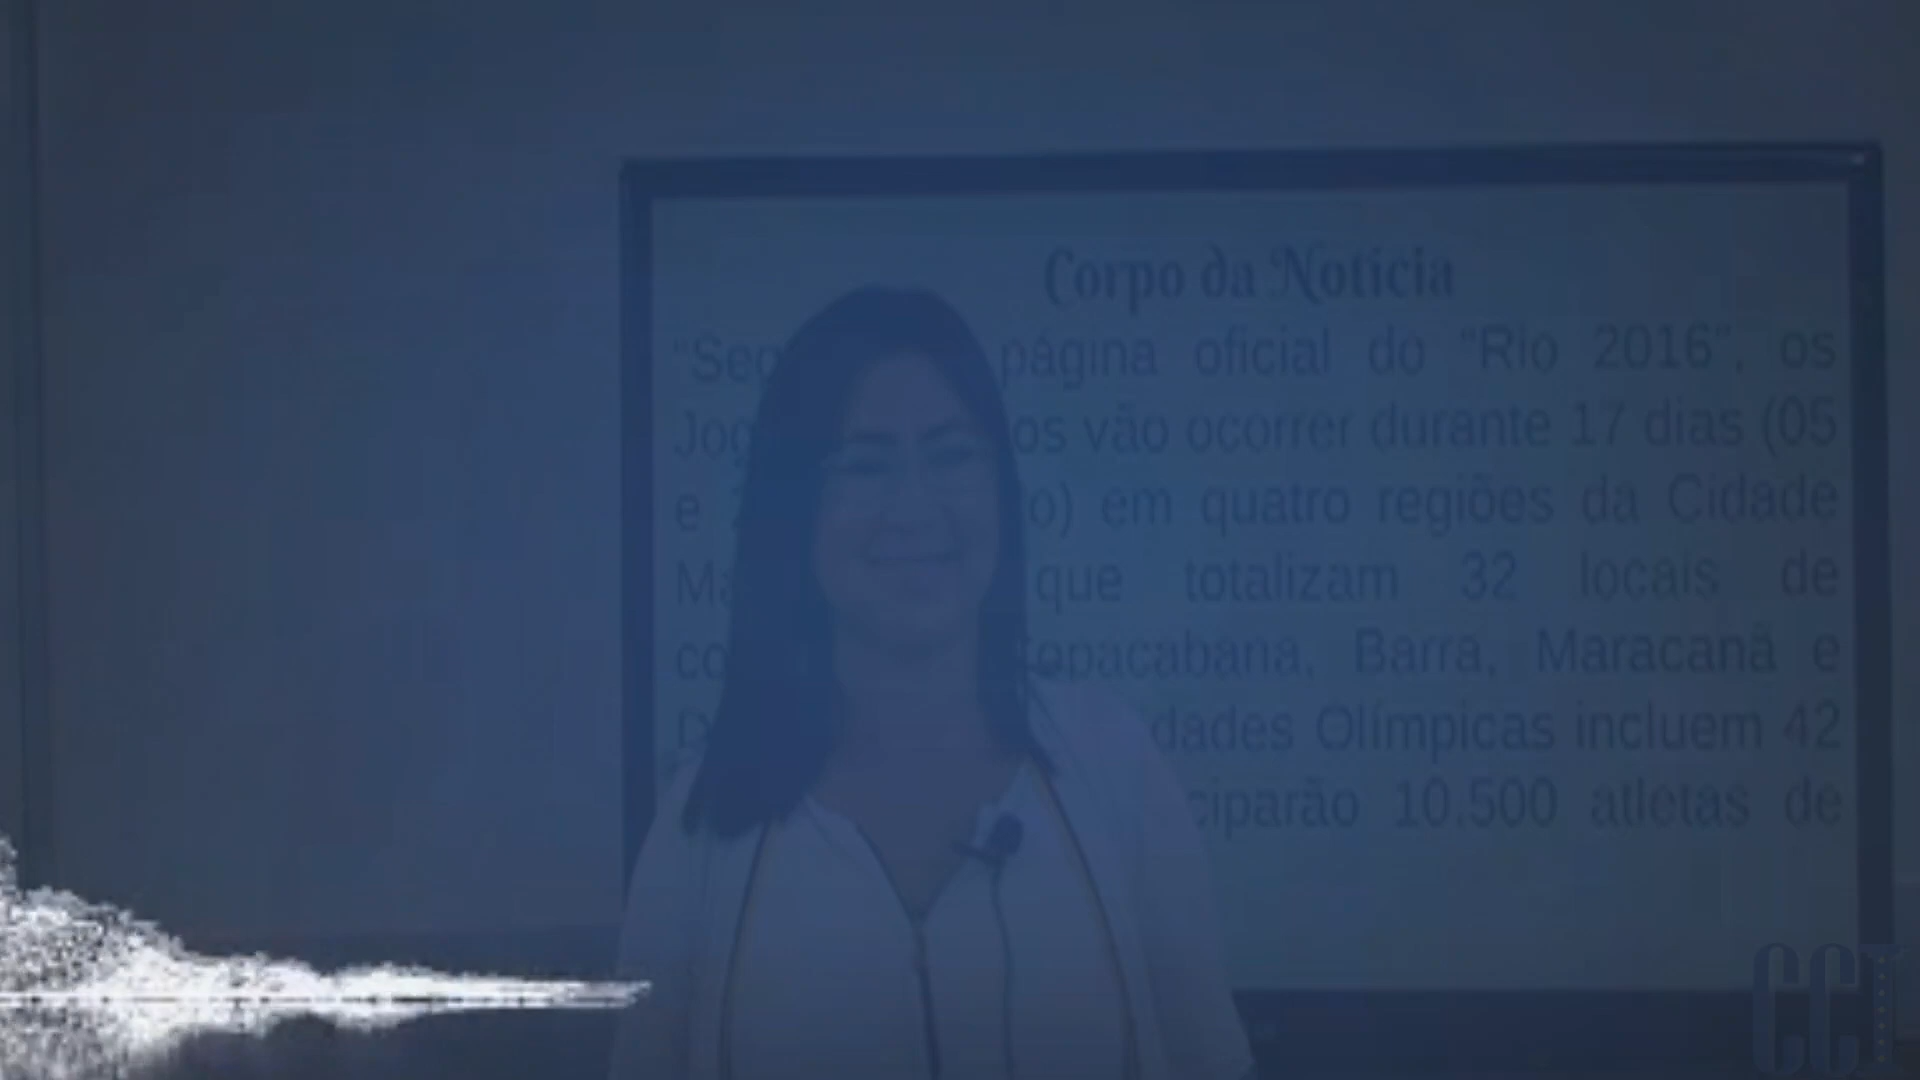 Corpo da Notícia
"Seg página oficial do "Rio 2016", os
Jog os vão ocorrer durante 17 dias (05
e o) em quatro regiões da Cidade
Ma que totalizam 32 locais de
co Copacabana, Barra, Maracanã e
D dades Olímpicas incluem 42
ciparão 10.500 atletas de
CCI